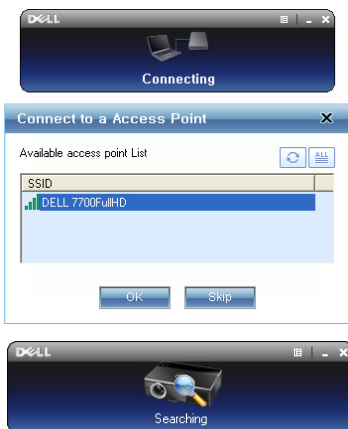 DELL
Connecting
Connect to a Access Point
Available access point List
ALL
SSID
DELL 7700FullHD
OK Skip
DELL
Searching